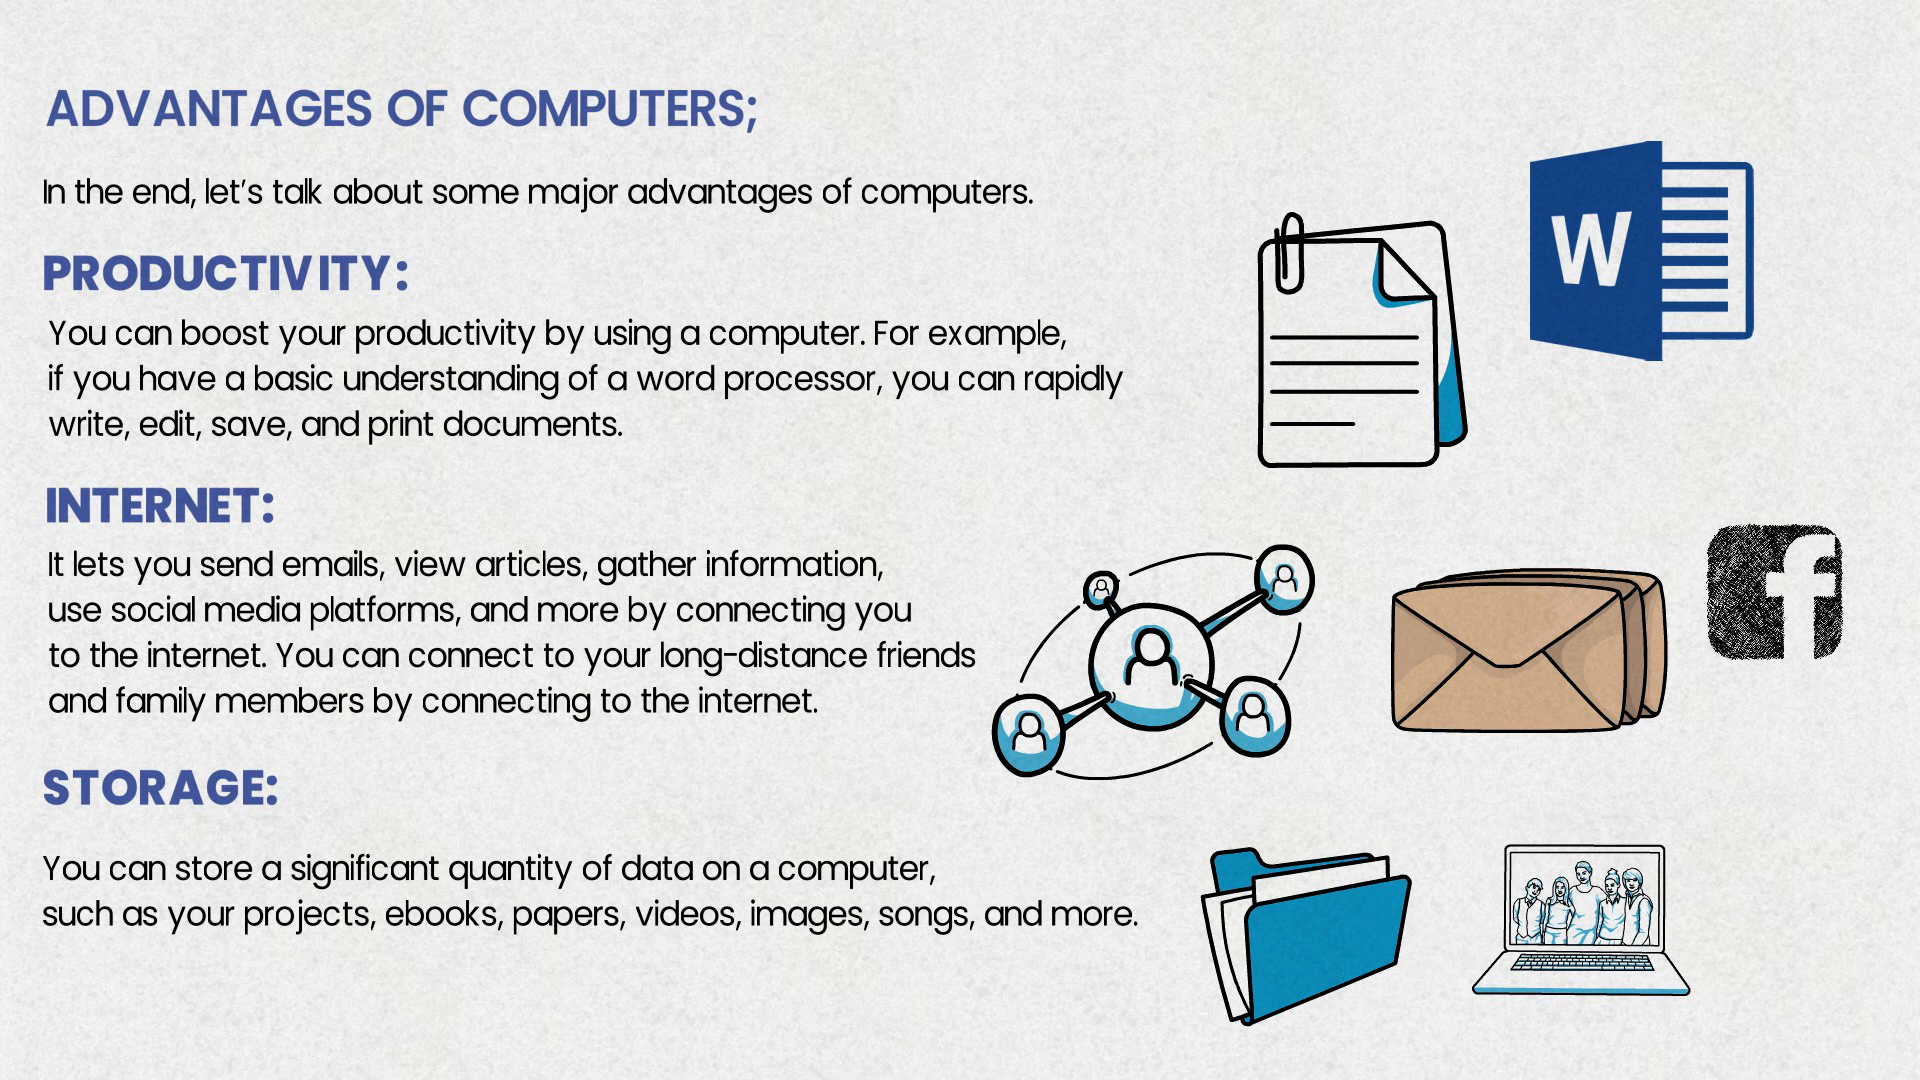 ADVANTAGES OF COMPUTERS;
In the end, let's talk about some major advantages of computers.
PRODUCTIVITY:
You can boost your productivity by using a computer. For example,
if you have a basic understanding of a word processor, you can rapidly
write, edit, save, and print documents.
W
INTERNET:
It lets you send emails, view articles, gather information,
use social media platforms, and more by connecting you
to the internet. You can connect to your long-distance friends
and family members by connecting to the internet.
f
STORAGE:
You can store a significant quantity of data on a computer,
such as your projects, ebooks, papers, videos, images, songs, and more.